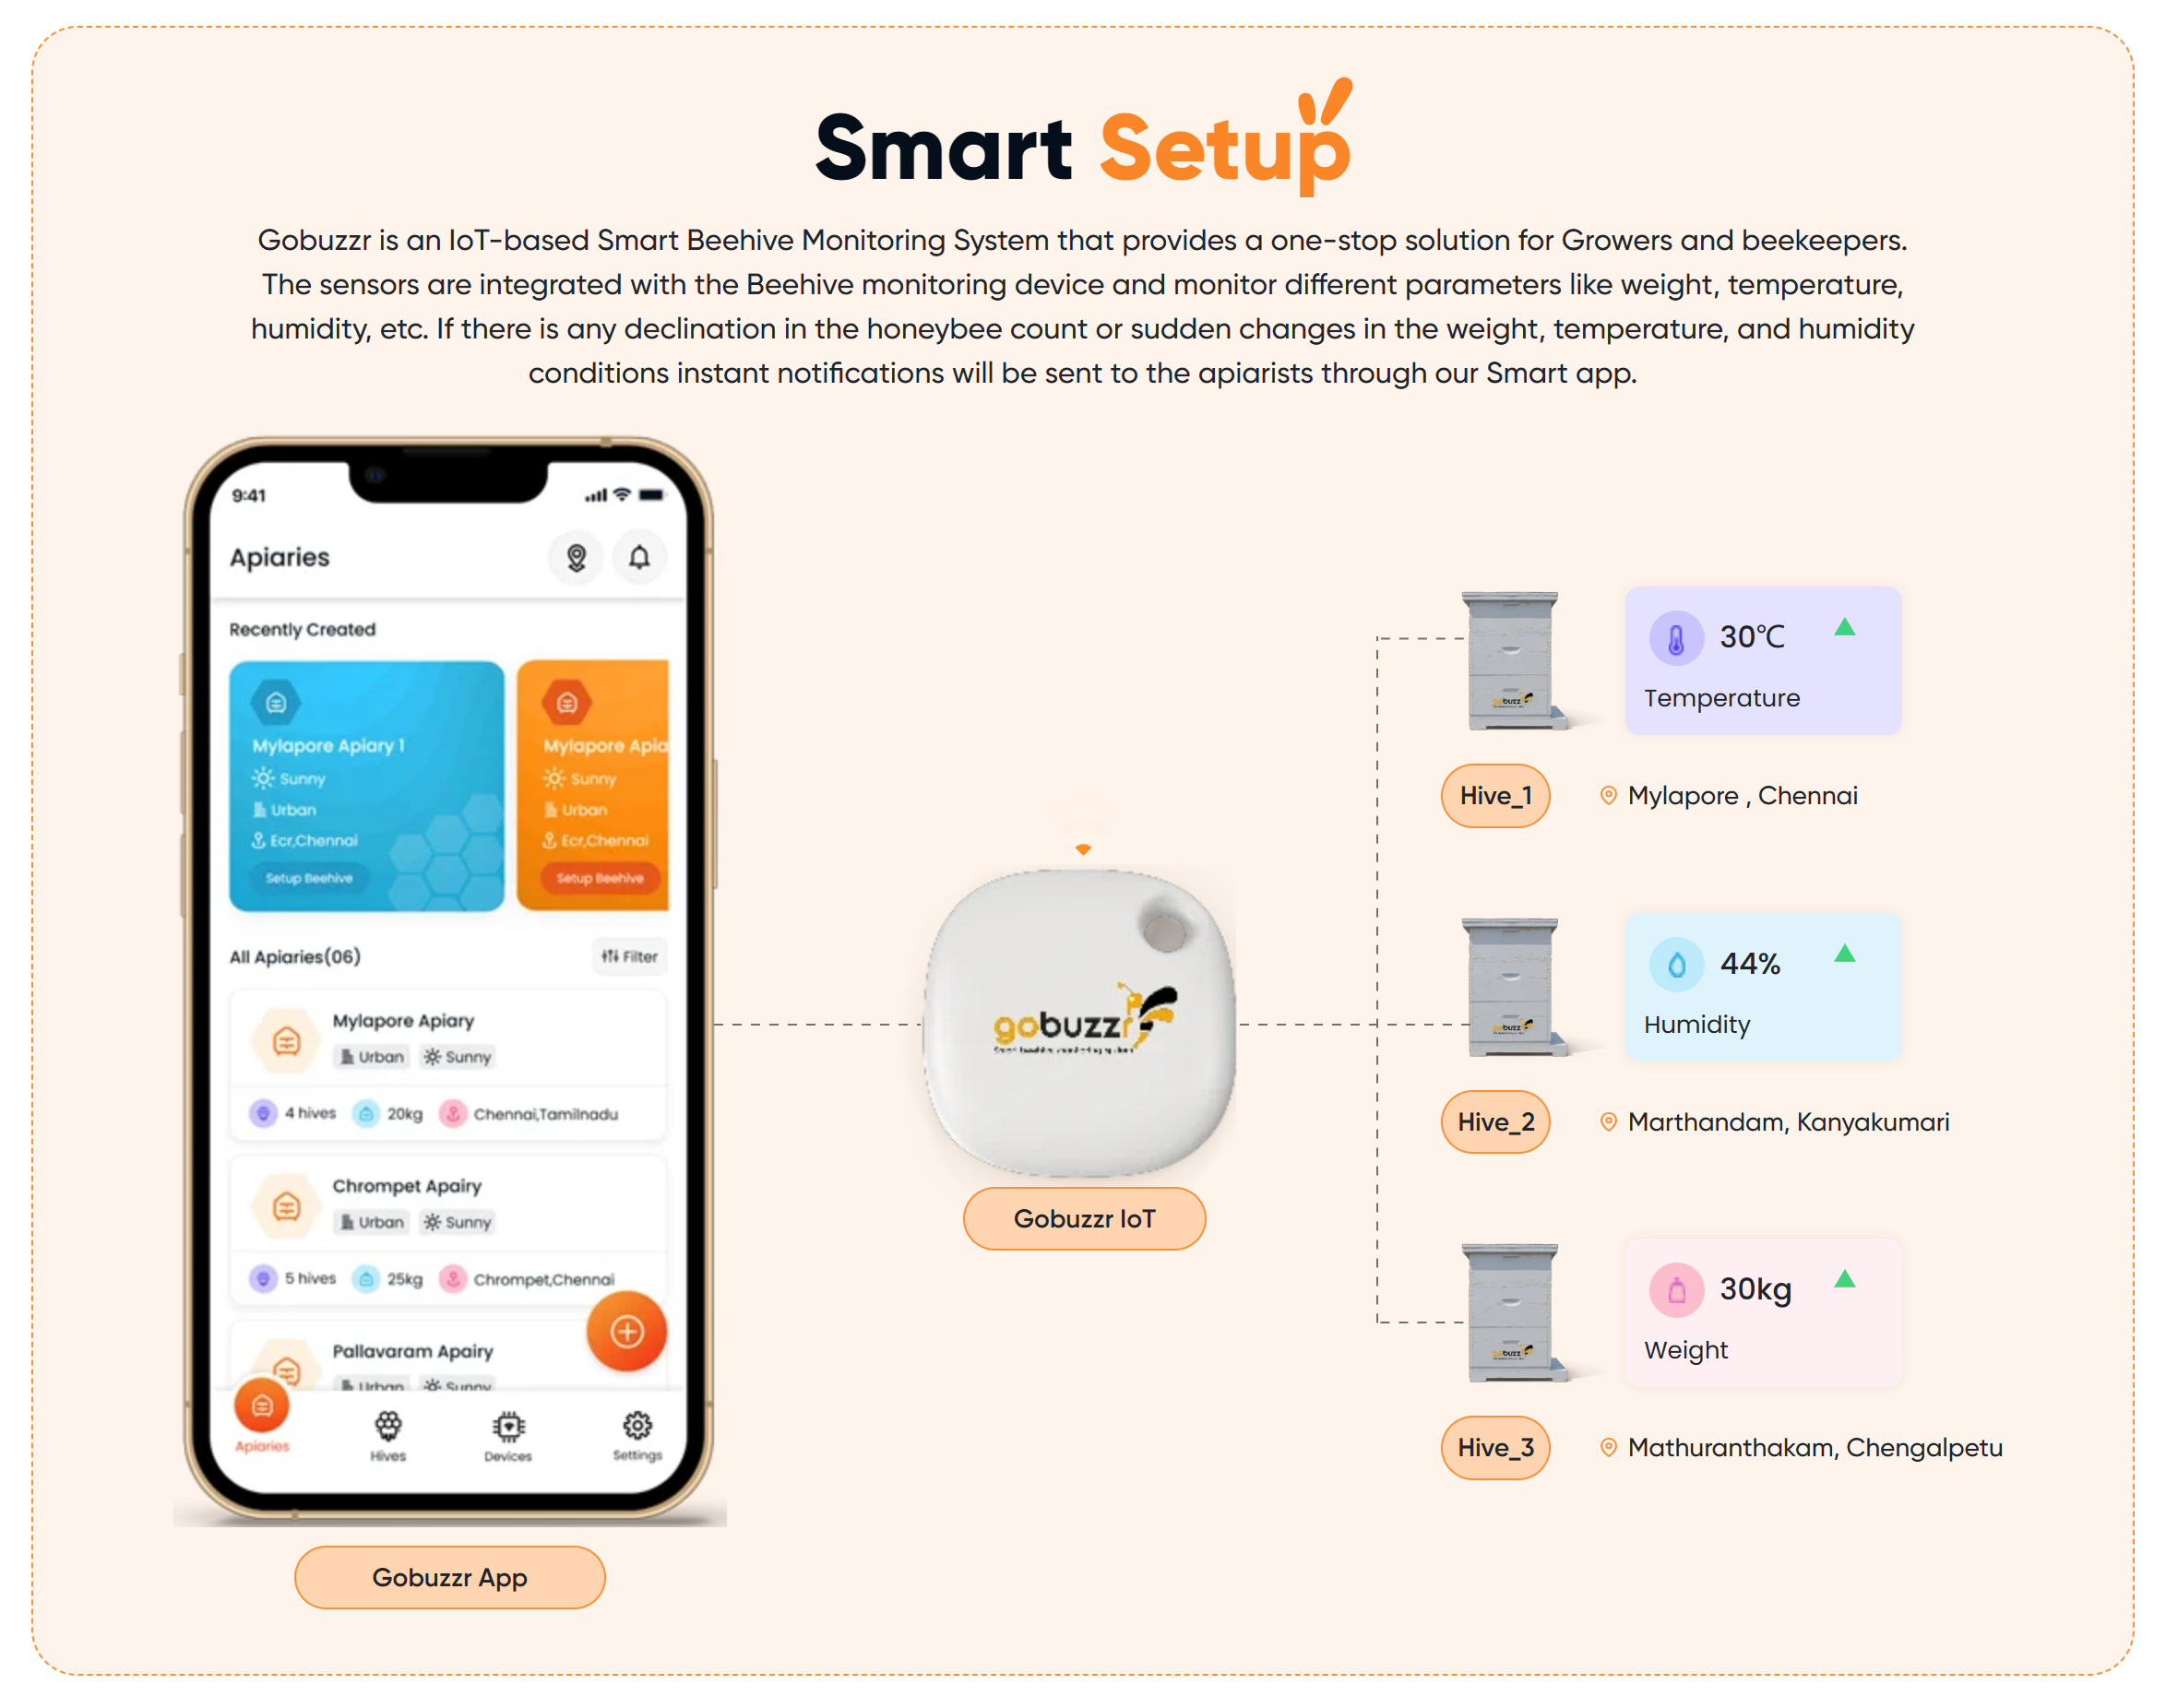 Smart Setup
Gobuzzr is an IoT-based Smart Beehive Monitoring System that provides a one-stop solution for Growers and beekeepers.
The sensors are integrated with the Beehive monitoring device and monitor different parameters like weight, temperature,
humidity, etc. If there is any declination in the honeybee count or sudden changes in the weight, temperature, and humidity
conditions instant notifications will be sent to the apiarists through our Smart app.
9:41
Apiaries
Recently Created
Mylapore Apiary 1
Sunny
Urban
Ecr,Chennai
Setup Beehive
Mylapore Apia
Sunny
Urban
Ecr,Chennai
Setup Beehive
All Apiaries(06)
Filter
Mylapore Apiary
Urban Sunny
4 hives 20kg Chennai,Tamilnadu
Chrompet Apairy
Urban Sunny
5 hives 25kg Chrompet,Chennai
Pallavaram Apairy
Urban Sunny
Apiaries Hives Devices Settings
Gobuzzr App
gobuzzr
Smart beehive monitoring system
Gobuzzr IoT
gobuzz
30℃
Temperature
Hive_1
Mylapore , Chennai
gobuzz
44%
Humidity
Hive_2
Marthandam, Kanyakumari
gobuzz
30kg
Weight
Hive_3
Mathuranthakam, Chengalpetu